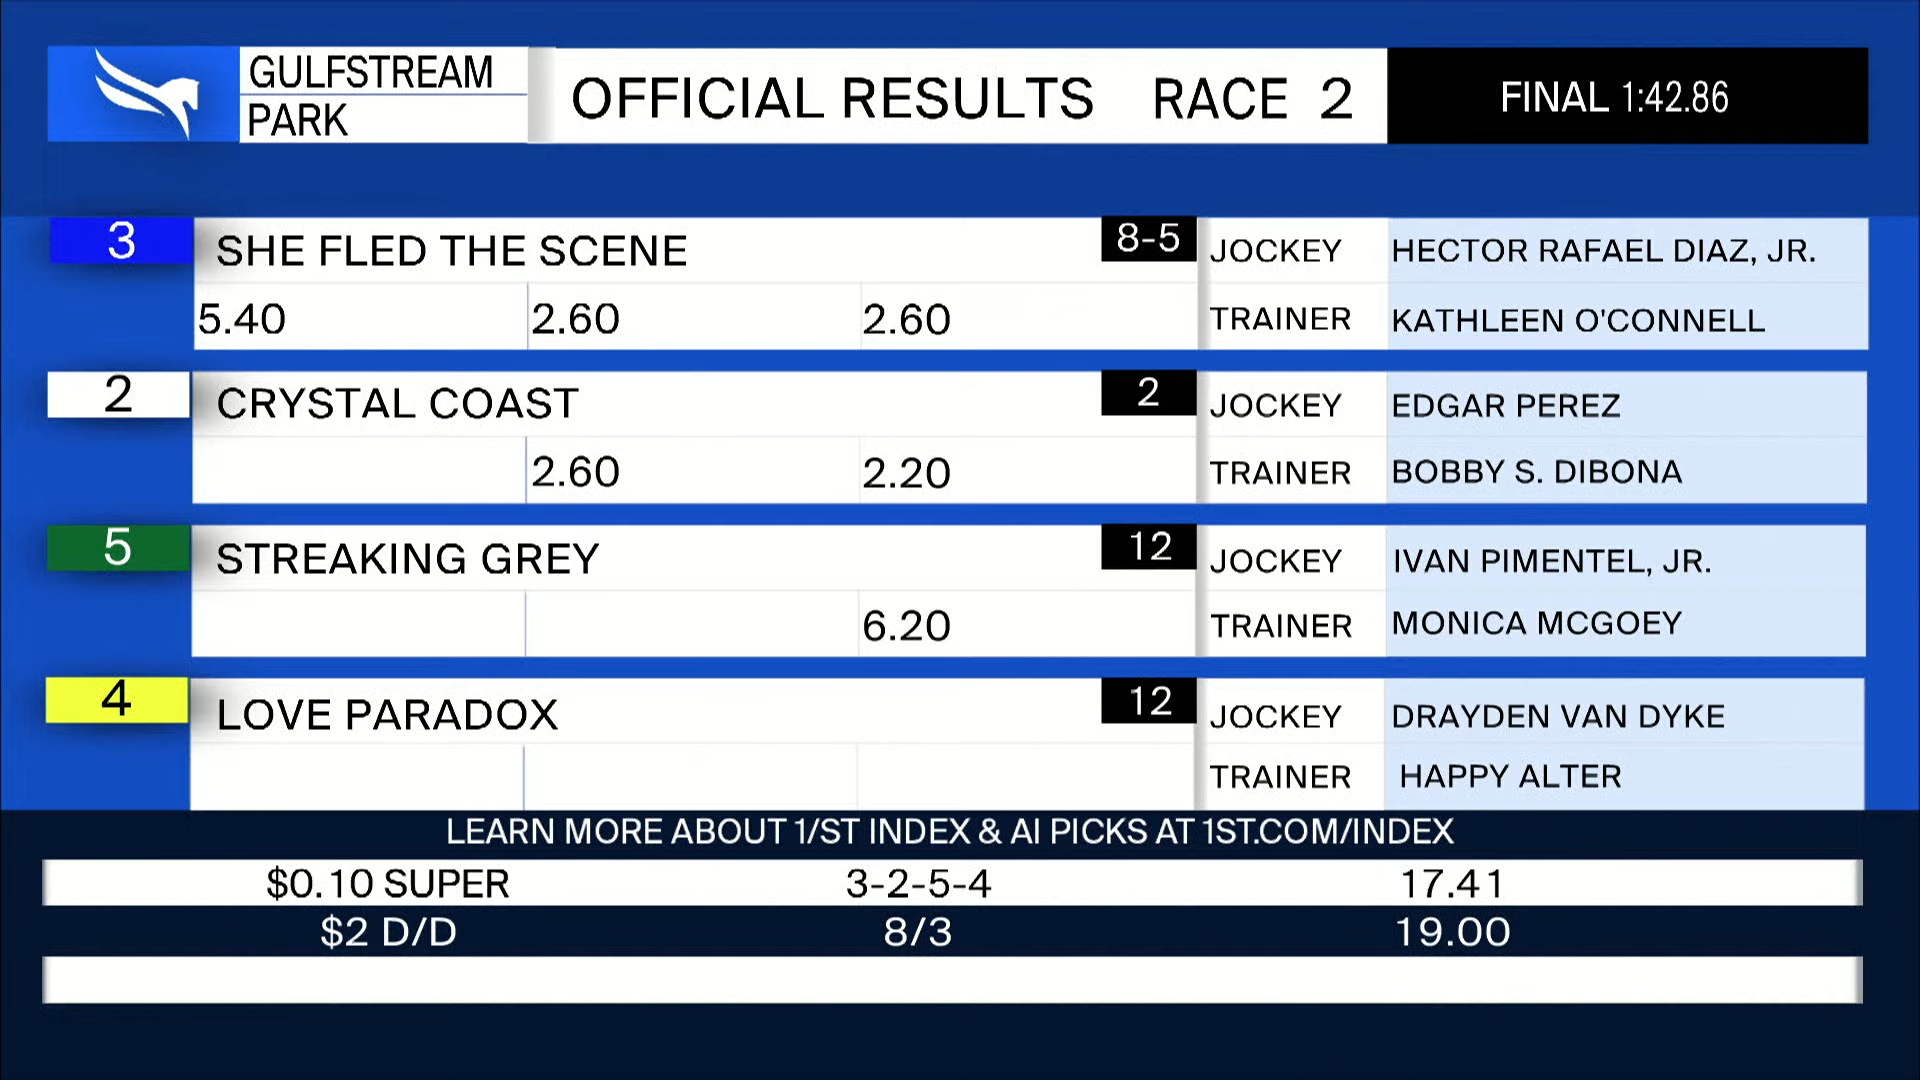 GULFSTREAM
PARK
OFFICIAL RESULTS RACE 2
FINAL 1:42.86
3 SHE FLED THE SCENE 8-5 JOCKEY HECTOR RAFAEL DIAZ, JR.
5.40 2.60 2.60 TRAINER KATHLEEN O'CONNELL
2 CRYSTAL COAST 2 JOCKEY EDGAR PEREZ
2.60 2.20 TRAINER BOBBY S. DIBONA
5 STREAKING GREY 12 JOCKEY IVAN PIMENTEL, JR.
6.20 TRAINER MONICA MCGOEY
4 LOVE PARADOX 12 JOCKEY DRAYDEN VAN DYKE
TRAINER HAPPY ALTER
LEARN MORE ABOUT 1/ST INDEX & AI PICKS AT 1ST.COM/INDEX
$0.10 SUPER 3-2-5-4 17.41
$2 D/D 8/3 19.00